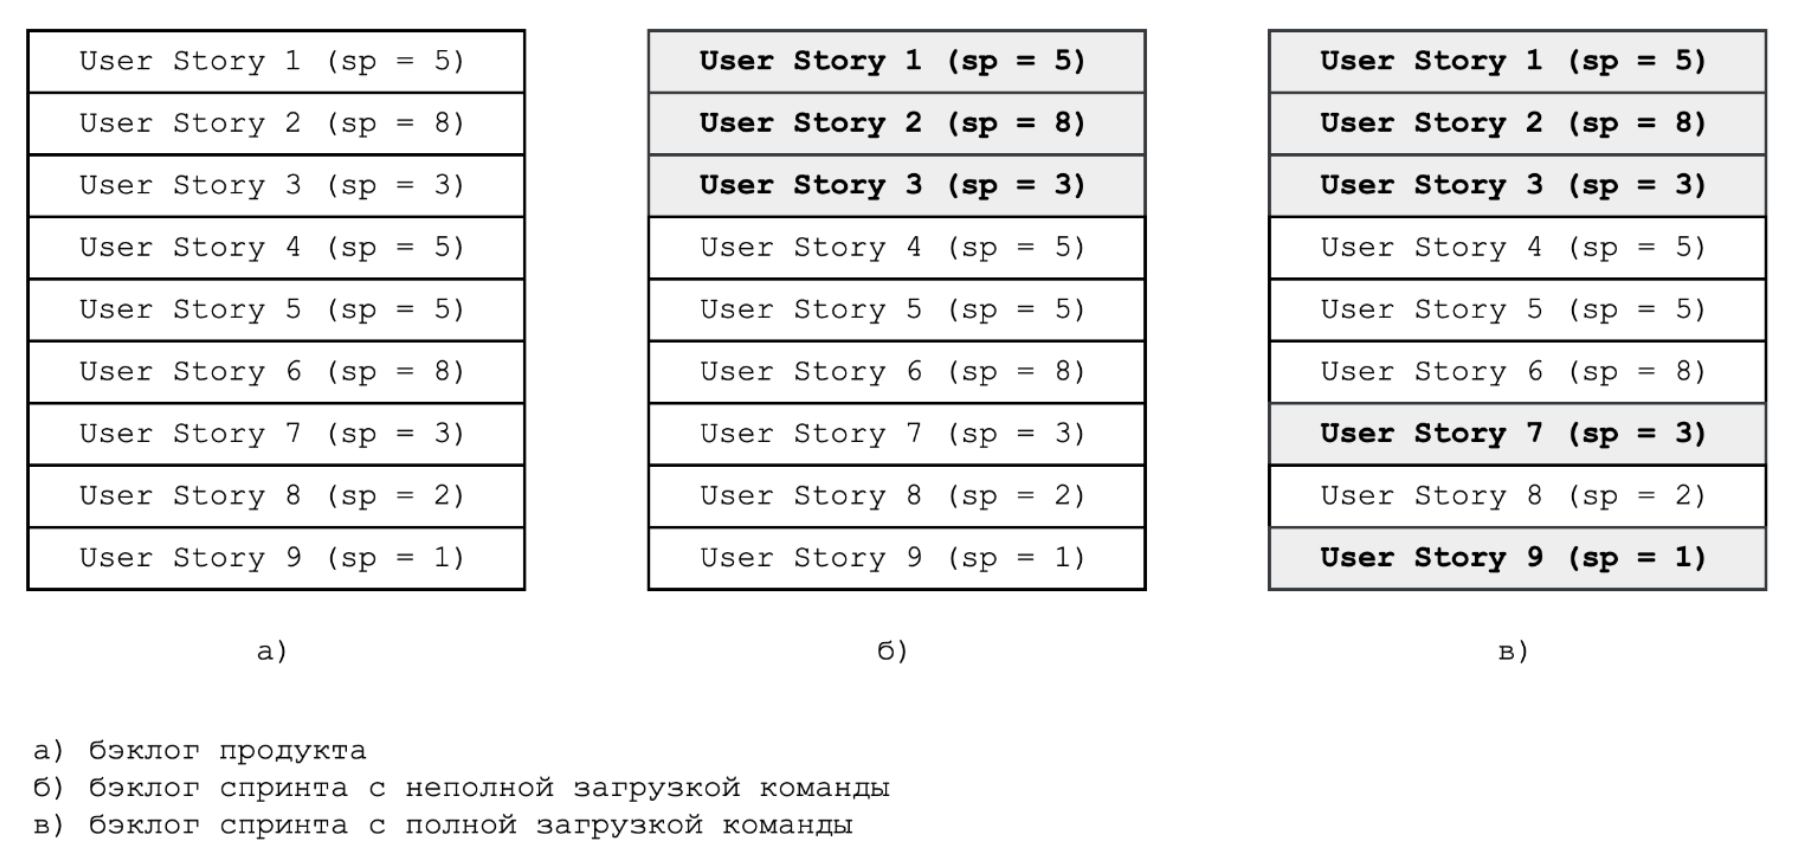 User Story 1 (sp = 5)
User Story 2 (sp = 8)
User Story 3 (sp = 3)
User Story 4 (sp = 5)
User Story 5 (sp = 5)
User Story 6 (sp = 8)
User Story 7 (sp = 3)
User Story 8 (sp = 2)
User Story 9 (sp = 1)
а)
User Story 1 (sp = 5)
User Story 2 (sp = 8)
User Story 3 (sp = 3)
User Story 4 (sp = 5)
User Story 5 (sp = 5)
User Story 6 (sp = 8)
User Story 7 (sp = 3)
User Story 8 (sp = 2)
User Story 9 (sp = 1)
б)
User Story 1 (sp = 5)
User Story 2 (sp = 8)
User Story 3 (sp = 3)
User Story 4 (sp = 5)
User Story 5 (sp = 5)
User Story 6 (sp = 8)
User Story 7 (sp = 3)
User Story 8 (sp = 2)
User Story 9 (sp = 1)
в)
а) бэклог продукта
б) бэклог спринта с неполной загрузкой команды
в) бэклог спринта с полной загрузкой команды